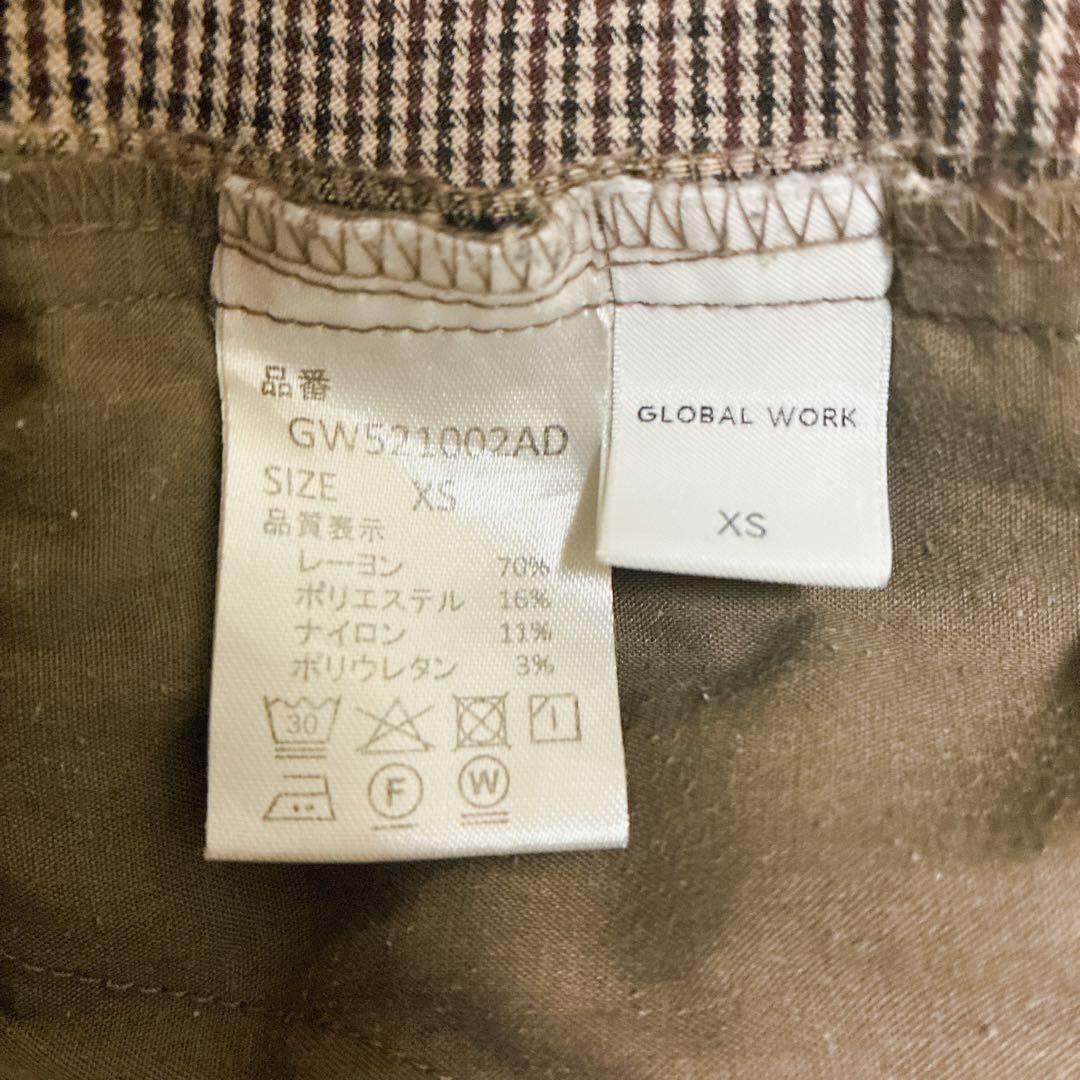 品番
GW521002AD
SIZE XS
品質表示
レーヨン 70%
ポリエステル 16%
ナイロン 11%
ポリウレタン 3%
30
F
W
GLOBAL WORK
XS